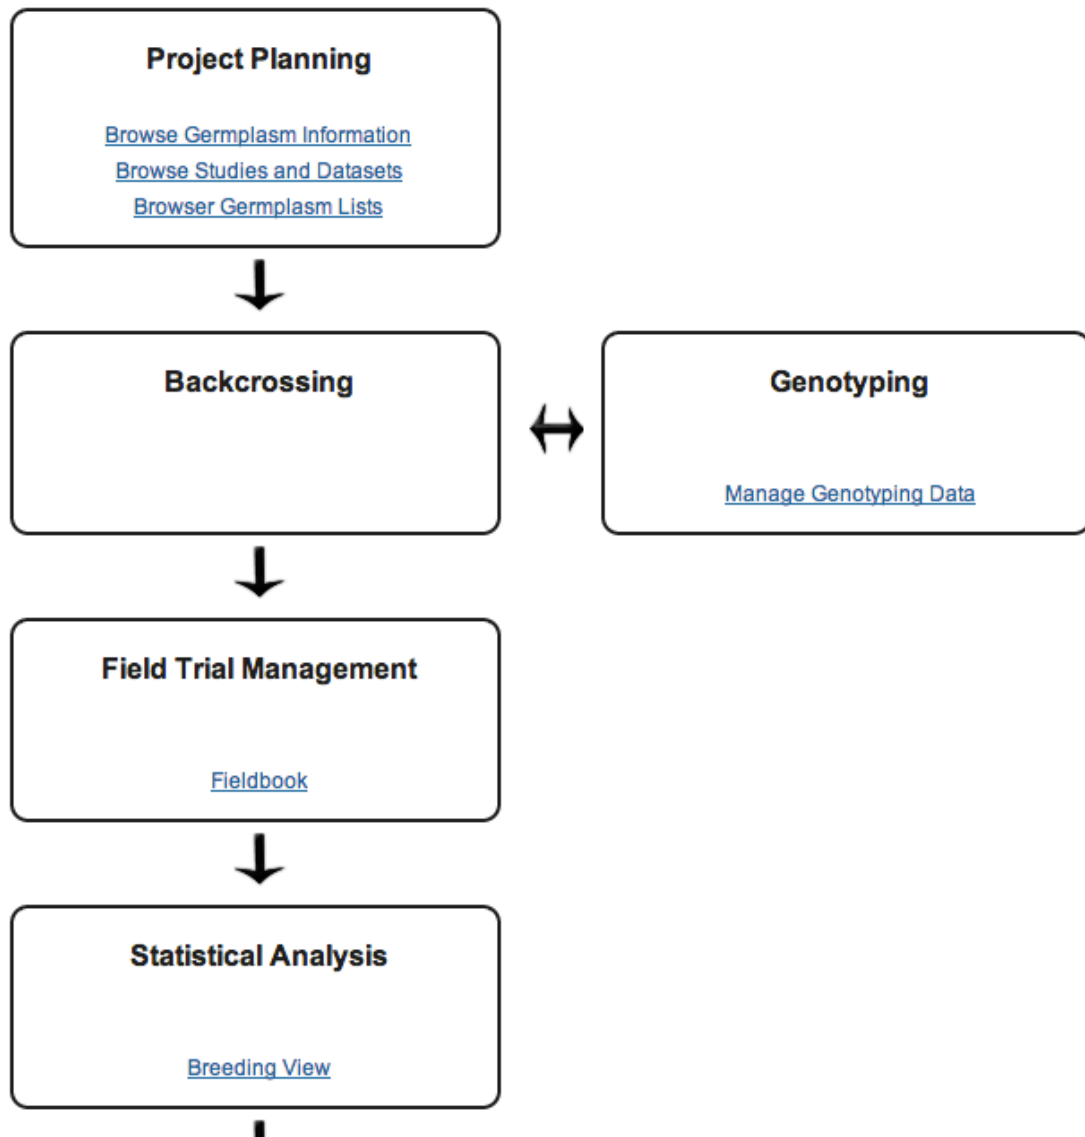 Project Planning
Browse Germplasm Information
Browse Studies and Datasets
Browser Germplasm Lists
Backcrossing
Genotyping
Manage Genotyping Data
Field Trial Management
Fieldbook
Statistical Analysis
Breeding View